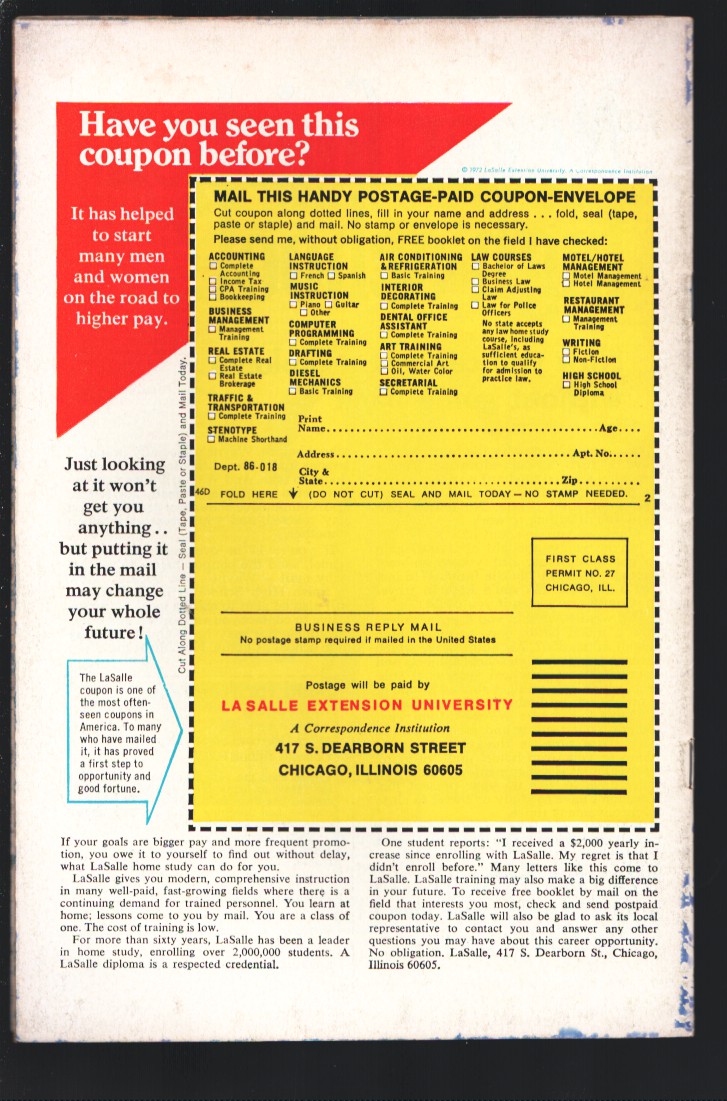 Have you seen this
coupon before?
© 1973 LaSalle Extension University, A Correspondence Institution
It has helped
to start
many men
and women
on the road to
higher pay.
Just looking
at it won't
get you
anything . .
but putting it
in the mail
may change
your whole
future!
The LaSalle
coupon is one of
the most often-
seen coupons in
America. To many
who have mailed
it, it has proved
a first step to
opportunity and
good fortune.
Cut Along Dotted Line — Seal (Tape, Paste or Staple) and Mail Today.
MAIL THIS HANDY POSTAGE-PAID COUPON-ENVELOPE
Cut coupon along dotted lines, fill in your name and address . . . fold, seal (tape,
paste or staple) and mail. No stamp or envelope is necessary.
Please send me, without obligation, FREE booklet on the field I have checked:
ACCOUNTING
☐ Complete
Accounting
☐ Income Tax
☐ CPA Training
☐ Bookkeeping
BUSINESS
MANAGEMENT
☐ Management
Training
REAL ESTATE
☐ Complete Real
Estate
☐ Real Estate
Brokerage
TRAFFIC &
TRANSPORTATION
☐ Complete Training
STENOTYPE
☐ Machine Shorthand
LANGUAGE
INSTRUCTION
☐ French ☐ Spanish
MUSIC
INSTRUCTION
☐ Piano ☐ Guitar
☐ Other
COMPUTER
PROGRAMMING
☐ Complete Training
DRAFTING
☐ Complete Training
DIESEL
MECHANICS
☐ Basic Training
AIR CONDITIONING
& REFRIGERATION
☐ Basic Training
INTERIOR
DECORATING
☐ Complete Training
DENTAL OFFICE
ASSISTANT
☐ Complete Training
ART TRAINING
☐ Complete Training
☐ Commercial Art
☐ Oil, Water Color
SECRETARIAL
☐ Complete Training
LAW COURSES
☐ Bachelor of Laws
Degree
☐ Business Law
☐ Claim Adjusting
Law
☐ Law for Police
Officers
No state accepts
any law home study
course, including
LaSalle's, as
sufficient educa-
tion to qualify
for admission to
practice law.
MOTEL/HOTEL
MANAGEMENT
☐ Motel Management
☐ Hotel Management
RESTAURANT
MANAGEMENT
☐ Management
Training
WRITING
☐ Fiction
☐ Non-Fiction
HIGH SCHOOL
☐ High School
Diploma
Print
Name........Age....
Address........Apt. No......
Dept. 86-018
City &
State........Zip..........
46D FOLD HERE (DO NOT CUT) SEAL AND MAIL TODAY — NO STAMP NEEDED. 2
FIRST CLASS
PERMIT NO. 27
CHICAGO, ILL.
BUSINESS REPLY MAIL
No postage stamp required if mailed in the United States
Postage will be paid by
LA SALLE EXTENSION UNIVERSITY
A Correspondence Institution
417 S. DEARBORN STREET
CHICAGO, ILLINOIS 60605
If your goals are bigger pay and more frequent promo-
tion, you owe it to yourself to find out without delay,
what LaSalle home study can do for you.
LaSalle gives you modern, comprehensive instruction
in many well-paid, fast-growing fields where there is a
continuing demand for trained personnel. You learn at
home; lessons come to you by mail. You are a class of
one. The cost of training is low.
For more than sixty years, LaSalle has been a leader
in home study, enrolling over 2,000,000 students. A
LaSalle diploma is a respected credential.
One student reports: "I received a $2,000 yearly in-
crease since enrolling with LaSalle. My regret is that I
didn't enroll before." Many letters like this come to
LaSalle. LaSalle training may also make a big difference
in your future. To receive free booklet by mail on the
field that interests you most, check and send postpaid
coupon today. LaSalle will also be glad to ask its local
representative to contact you and answer any other
questions you may have about this career opportunity.
No obligation. LaSalle, 417 S. Dearborn St., Chicago,
Illinois 60605.